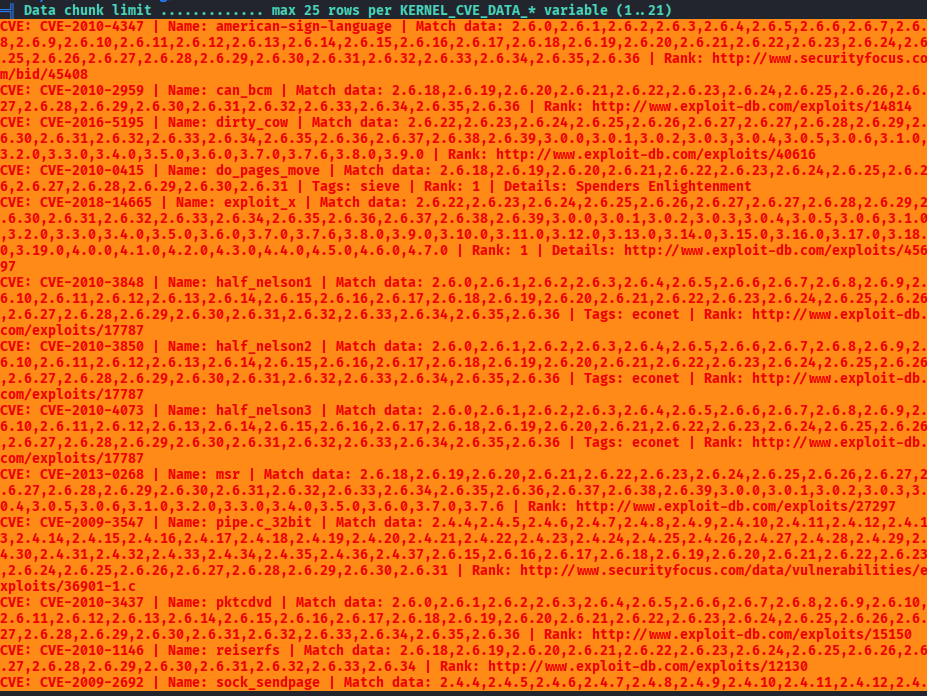 ═╣ Data chunk limit ............. max 25 rows per KERNEL_CVE_DATA_* variable (1..21)
CVE: CVE-2010-4347 | Name: american-sign-language | Match data: 2.6.0,2.6.1,2.6.2,2.6.3,2.6.4,2.6.5,2.6.6,2.6.7,2.6.
8,2.6.9,2.6.10,2.6.11,2.6.12,2.6.13,2.6.14,2.6.15,2.6.16,2.6.17,2.6.18,2.6.19,2.6.20,2.6.21,2.6.22,2.6.23,2.6.24,2.6
.25,2.6.26,2.6.27,2.6.28,2.6.29,2.6.30,2.6.31,2.6.32,2.6.33,2.6.34,2.6.35,2.6.36 | Rank: http://www.securityfocus.co
m/bid/45408
CVE: CVE-2010-2959 | Name: can_bcm | Match data: 2.6.18,2.6.19,2.6.20,2.6.21,2.6.22,2.6.23,2.6.24,2.6.25,2.6.26,2.6.
27,2.6.28,2.6.29,2.6.30,2.6.31,2.6.32,2.6.33,2.6.34,2.6.35,2.6.36 | Rank: http://www.exploit-db.com/exploits/14814
CVE: CVE-2016-5195 | Name: dirty_cow | Match data: 2.6.22,2.6.23,2.6.24,2.6.25,2.6.26,2.6.27,2.6.27,2.6.28,2.6.29,2.
6.30,2.6.31,2.6.32,2.6.33,2.6.34,2.6.35,2.6.36,2.6.37,2.6.38,2.6.39,3.0.0,3.0.1,3.0.2,3.0.3,3.0.4,3.0.5,3.0.6,3.1.0,
3.2.0,3.3.0,3.4.0,3.5.0,3.6.0,3.7.0,3.7.6,3.8.0,3.9.0 | Rank: http://www.exploit-db.com/exploits/40616
CVE: CVE-2010-0415 | Name: do_pages_move | Match data: 2.6.18,2.6.19,2.6.20,2.6.21,2.6.22,2.6.23,2.6.24,2.6.25,2.6.2
6,2.6.27,2.6.28,2.6.29,2.6.30,2.6.31 | Tags: sieve | Rank: 1 | Details: Spenders Enlightenment
CVE: CVE-2018-14665 | Name: exploit_x | Match data: 2.6.22,2.6.23,2.6.24,2.6.25,2.6.26,2.6.27,2.6.27,2.6.28,2.6.29,2
.6.30,2.6.31,2.6.32,2.6.33,2.6.34,2.6.35,2.6.36,2.6.37,2.6.38,2.6.39,3.0.0,3.0.1,3.0.2,3.0.3,3.0.4,3.0.5,3.0.6,3.1.0
,3.2.0,3.3.0,3.4.0,3.5.0,3.6.0,3.7.0,3.7.6,3.8.0,3.9.0,3.10.0,3.11.0,3.12.0,3.13.0,3.14.0,3.15.0,3.16.0,3.17.0,3.18.
0,3.19.0,4.0.0,4.1.0,4.2.0,4.3.0,4.4.0,4.5.0,4.6.0,4.7.0 | Rank: 1 | Details: http://www.exploit-db.com/exploits/456
97
CVE: CVE-2010-3848 | Name: half_nelson1 | Match data: 2.6.0,2.6.1,2.6.2,2.6.3,2.6.4,2.6.5,2.6.6,2.6.7,2.6.8,2.6.9,2.
6.10,2.6.11,2.6.12,2.6.13,2.6.14,2.6.15,2.6.16,2.6.17,2.6.18,2.6.19,2.6.20,2.6.21,2.6.22,2.6.23,2.6.24,2.6.25,2.6.26
,2.6.27,2.6.28,2.6.29,2.6.30,2.6.31,2.6.32,2.6.33,2.6.34,2.6.35,2.6.36 | Tags: econet | Rank: http://www.exploit-db.
com/exploits/17787
CVE: CVE-2010-3850 | Name: half_nelson2 | Match data: 2.6.0,2.6.1,2.6.2,2.6.3,2.6.4,2.6.5,2.6.6,2.6.7,2.6.8,2.6.9,2.
6.10,2.6.11,2.6.12,2.6.13,2.6.14,2.6.15,2.6.16,2.6.17,2.6.18,2.6.19,2.6.20,2.6.21,2.6.22,2.6.23,2.6.24,2.6.25,2.6.26
,2.6.27,2.6.28,2.6.29,2.6.30,2.6.31,2.6.32,2.6.33,2.6.34,2.6.35,2.6.36 | Tags: econet | Rank: http://www.exploit-db.
com/exploits/17787
CVE: CVE-2010-4073 | Name: half_nelson3 | Match data: 2.6.0,2.6.1,2.6.2,2.6.3,2.6.4,2.6.5,2.6.6,2.6.7,2.6.8,2.6.9,2.
6.10,2.6.11,2.6.12,2.6.13,2.6.14,2.6.15,2.6.16,2.6.17,2.6.18,2.6.19,2.6.20,2.6.21,2.6.22,2.6.23,2.6.24,2.6.25,2.6.26
,2.6.27,2.6.28,2.6.29,2.6.30,2.6.31,2.6.32,2.6.33,2.6.34,2.6.35,2.6.36 | Tags: econet | Rank: http://www.exploit-db.
com/exploits/17787
CVE: CVE-2013-0268 | Name: msr | Match data: 2.6.18,2.6.19,2.6.20,2.6.21,2.6.22,2.6.23,2.6.24,2.6.25,2.6.26,2.6.27,2
.6.27,2.6.28,2.6.29,2.6.30,2.6.31,2.6.32,2.6.33,2.6.34,2.6.35,2.6.36,2.6.37,2.6.38,2.6.39,3.0.0,3.0.1,3.0.2,3.0.3,3.
0.4,3.0.5,3.0.6,3.1.0,3.2.0,3.3.0,3.4.0,3.5.0,3.6.0,3.7.0,3.7.6 | Rank: http://www.exploit-db.com/exploits/27297
CVE: CVE-2009-3547 | Name: pipe.c_32bit | Match data: 2.4.4,2.4.5,2.4.6,2.4.7,2.4.8,2.4.9,2.4.10,2.4.11,2.4.12,2.4.1
3,2.4.14,2.4.15,2.4.16,2.4.17,2.4.18,2.4.19,2.4.20,2.4.21,2.4.22,2.4.23,2.4.24,2.4.25,2.4.26,2.4.27,2.4.28,2.4.29,2.
4.30,2.4.31,2.4.32,2.4.33,2.4.34,2.4.35,2.4.36,2.4.37,2.6.15,2.6.16,2.6.17,2.6.18,2.6.19,2.6.20,2.6.21,2.6.22,2.6.23
,2.6.24,2.6.25,2.6.26,2.6.27,2.6.28,2.6.29,2.6.30,2.6.31 | Rank: http://www.securityfocus.com/data/vulnerabilities/e
xploits/36901-1.c
CVE: CVE-2010-3437 | Name: pktcdvd | Match data: 2.6.0,2.6.1,2.6.2,2.6.3,2.6.4,2.6.5,2.6.6,2.6.7,2.6.8,2.6.9,2.6.10,
2.6.11,2.6.12,2.6.13,2.6.14,2.6.15,2.6.16,2.6.17,2.6.18,2.6.19,2.6.20,2.6.21,2.6.22,2.6.23,2.6.24,2.6.25,2.6.26,2.6.
27,2.6.28,2.6.29,2.6.30,2.6.31,2.6.32,2.6.33,2.6.34,2.6.35,2.6.36 | Rank: http://www.exploit-db.com/exploits/15150
CVE: CVE-2010-1146 | Name: reiserfs | Match data: 2.6.18,2.6.19,2.6.20,2.6.21,2.6.22,2.6.23,2.6.24,2.6.25,2.6.26,2.6
.27,2.6.28,2.6.29,2.6.30,2.6.31,2.6.32,2.6.33,2.6.34 | Rank: http://www.exploit-db.com/exploits/12130
CVE: CVE-2009-2692 | Name: sock_sendpage | Match data: 2.4.4,2.4.5,2.4.6,2.4.7,2.4.8,2.4.9,2.4.10,2.4.11,2.4.12,2.4.